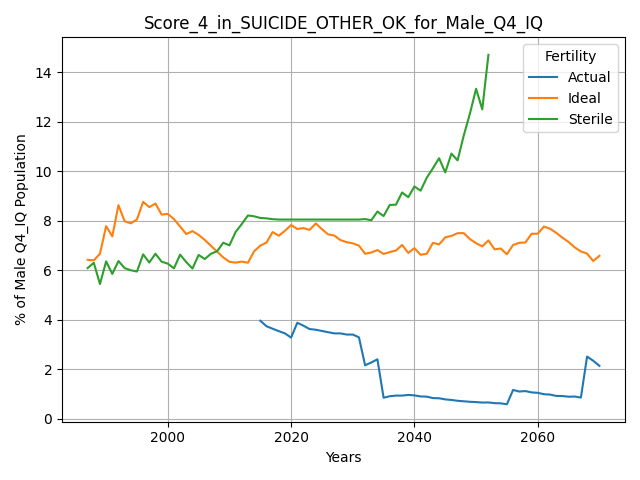 Score_4_in_SUICIDE_OTHER_OK_for_Male_Q4_IQ
% of Male Q4_IQ Population
14
12
10
8
6
4
2
0
Fertility
Actual
Ideal
Sterile
2000
2020
2040
2060
Years